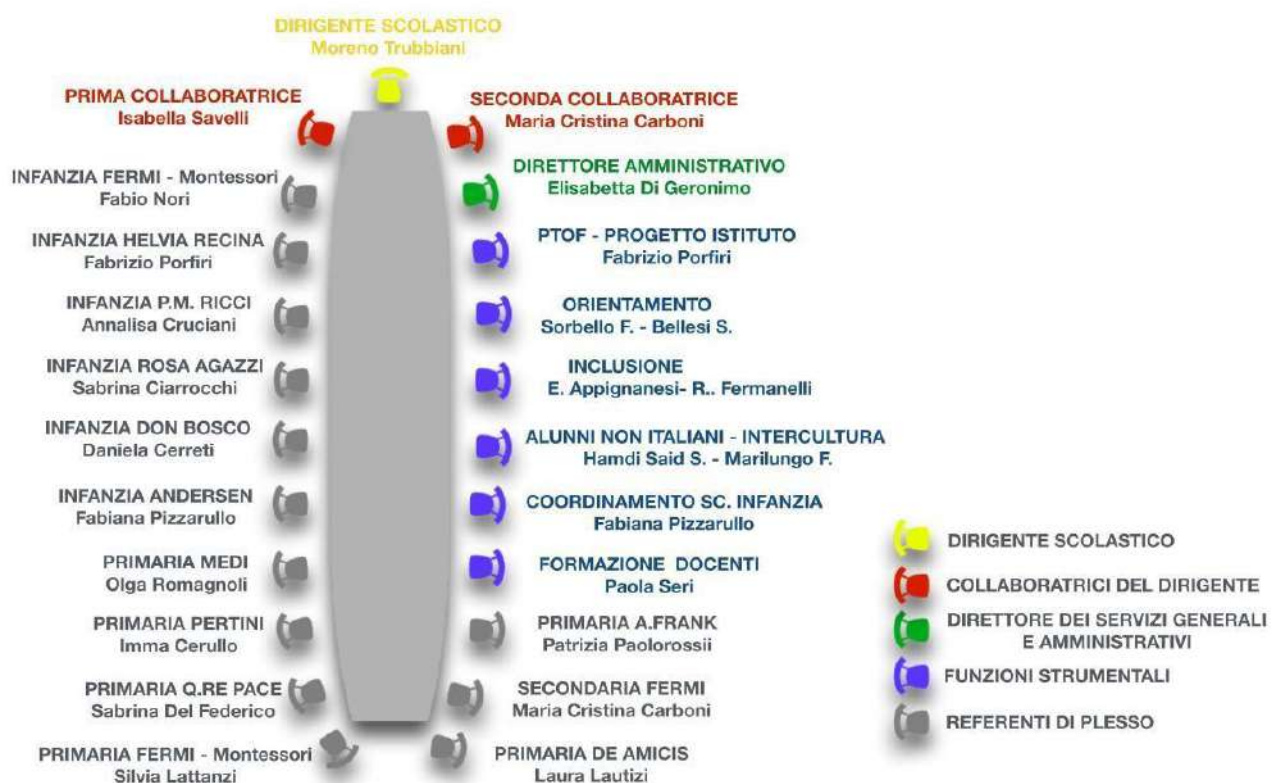 DIRIGENTE SCOLASTICO
Moreno Trubbiani
PRIMA COLLABORATRICE
Isabella Savelli
SECONDA COLLABORATRICE
Maria Cristina Carboni
INFANZIA FERMI - Montessori
Fabio Nori
DIRETTORE AMMINISTRATIVO
Elisabetta Di Geronimo
INFANZIA HELVIA RECINA
Fabrizio Porfiri
PTOF - PROGETTO ISTITUTO
Fabrizio Porfiri
INFANZIA P.M. RICCI
Annalisa Cruciani
ORIENTAMENTO
Sorbello F. - Bellesi S.
INFANZIA ROSA AGAZZI
Sabrina Ciarrocchi
INCLUSIONE
E. Appignanesi- R.. Fermanelli
INFANZIA DON BOSCO
Daniela Cerreti
ALUNNI NON ITALIANI - INTERCULTURA
Hamdi Said S. - Marilungo F.
INFANZIA ANDERSEN
Fabiana Pizzarullo
COORDINAMENTO SC. INFANZIA
Fabiana Pizzarullo
PRIMARIA MEDI
Olga Romagnoli
FORMAZIONE DOCENTI
Paola Seri
PRIMARIA PERTINI
Imma Cerullo
PRIMARIA A.FRANK
Patrizia Paolorossii
PRIMARIA Q.RE PACE
Sabrina Del Federico
SECONDARIA FERMI
Maria Cristina Carboni
PRIMARIA FERMI - Montessori
Silvia Lattanzi
PRIMARIA DE AMICIS
Laura Lautizi
DIRIGENTE SCOLASTICO
COLLABORATRICI DEL DIRIGENTE
DIRETTORE DEI SERVIZI GENERALI
E AMMINISTRATIVI
FUNZIONI STRUMENTALI
REFERENTI DI PLESSO